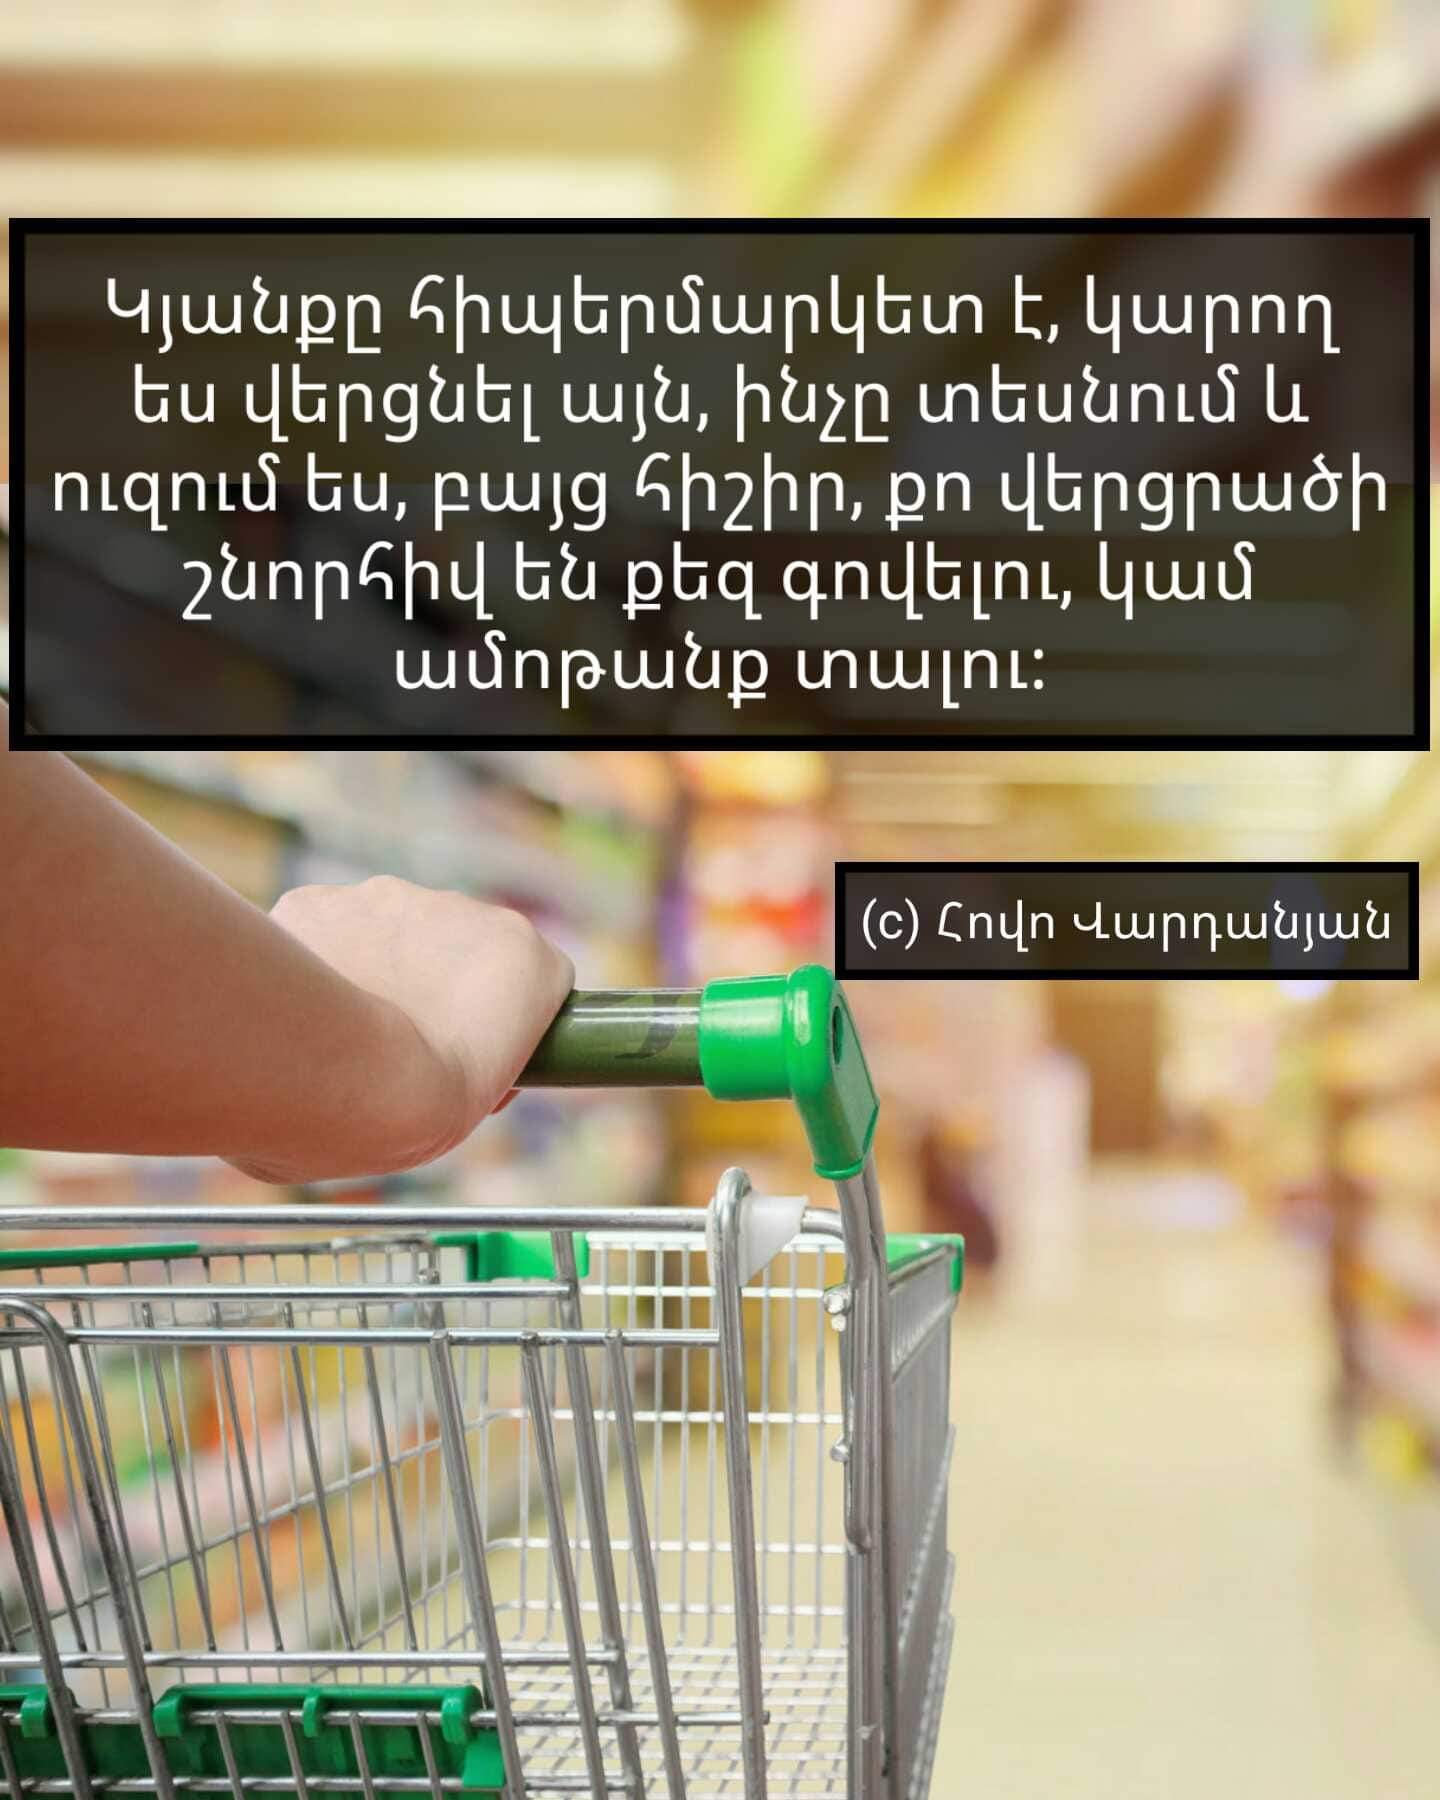 Կյանքը հիպերմարկետ է, կարող
ես վերցնել այն, ինչը տեսնում և
ուզում ես, բայց հիշիր, քո վերցրածի
շնորհիվ են քեզ գովելու, կամ
ամոթանք տալու:
(c) Հովո Վարդանյան